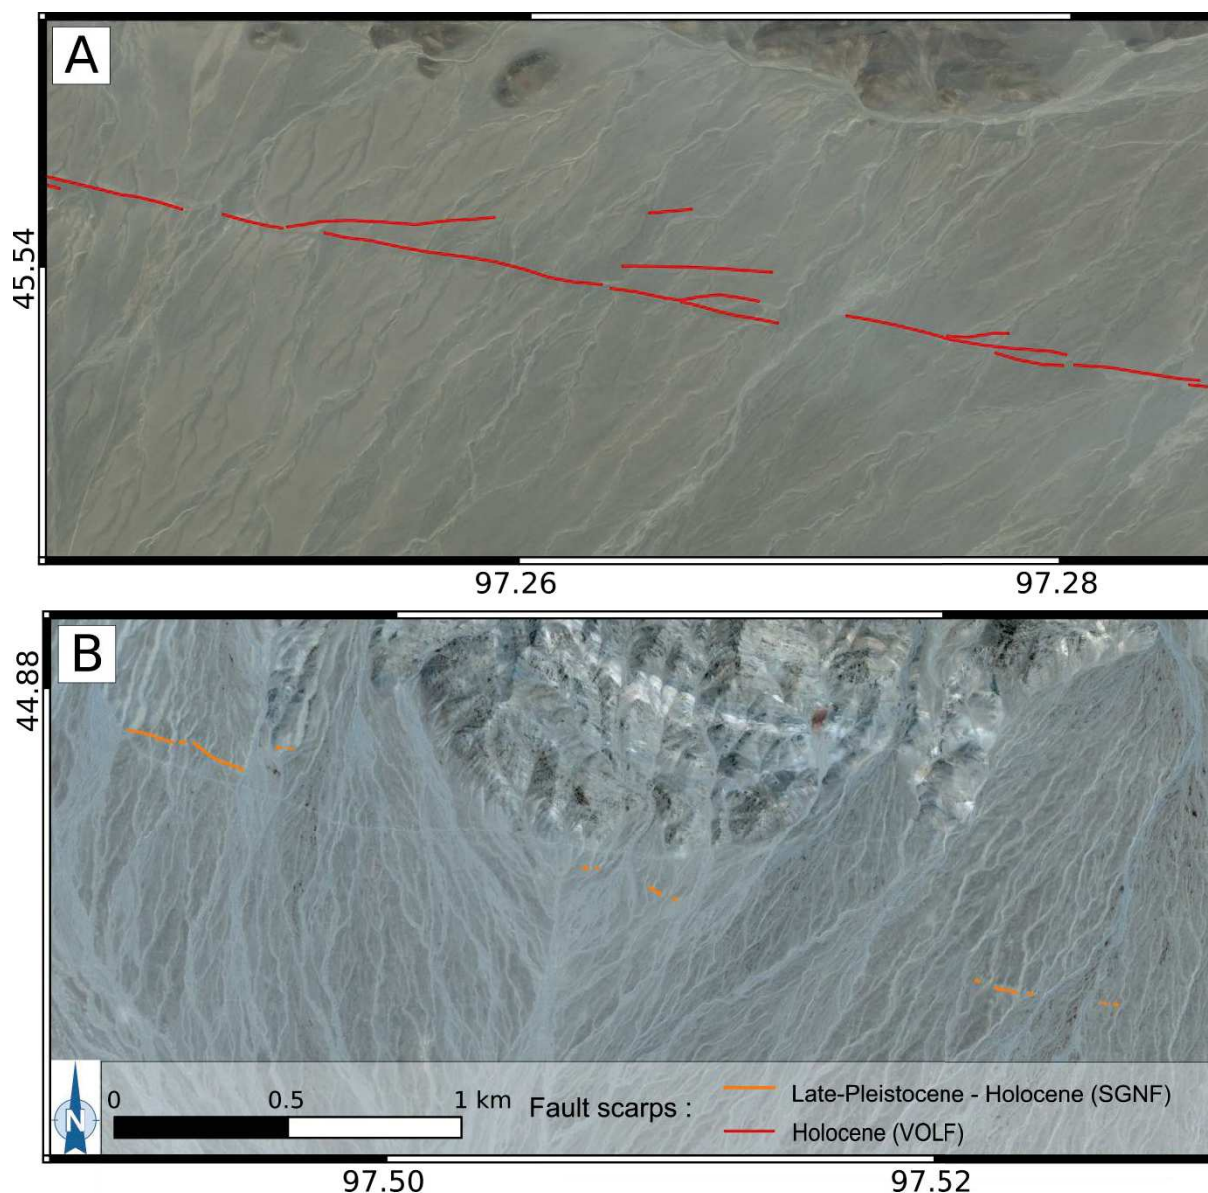 A
45.54
97.26 97.28
B
44.88
N
0 0.5 1 km
Fault scarps :
Late-Pleistocene - Holocene (SGNF)
Holocene (VOLF)
97.50 97.52